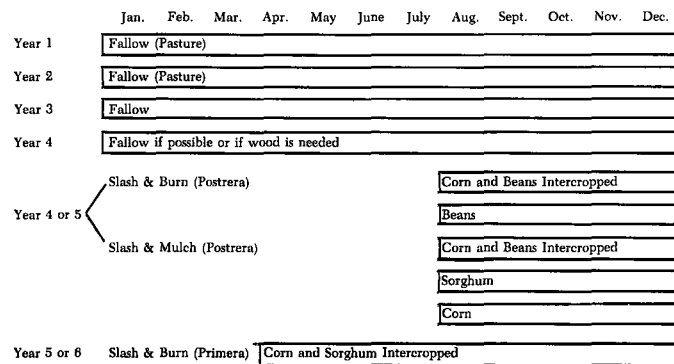 Jan. Feb. Mar. Apr. May June July Aug. Sept. Oct. Nov. Dec.
Year 1 Fallow (Pasture)
Year 2 Fallow (Pasture)
Year 3 Fallow
Year 4 Fallow if possible or if wood is needed
Slash & Burn (Postrera) Corn and Beans Intercropped
Year 4 or 5 Beans
Slash & Mulch (Postrera) Corn and Beans Intercropped
Sorghum
Corn
Year 5 or 6 Slash & Burn (Primera) Corn and Sorghum Intercropped